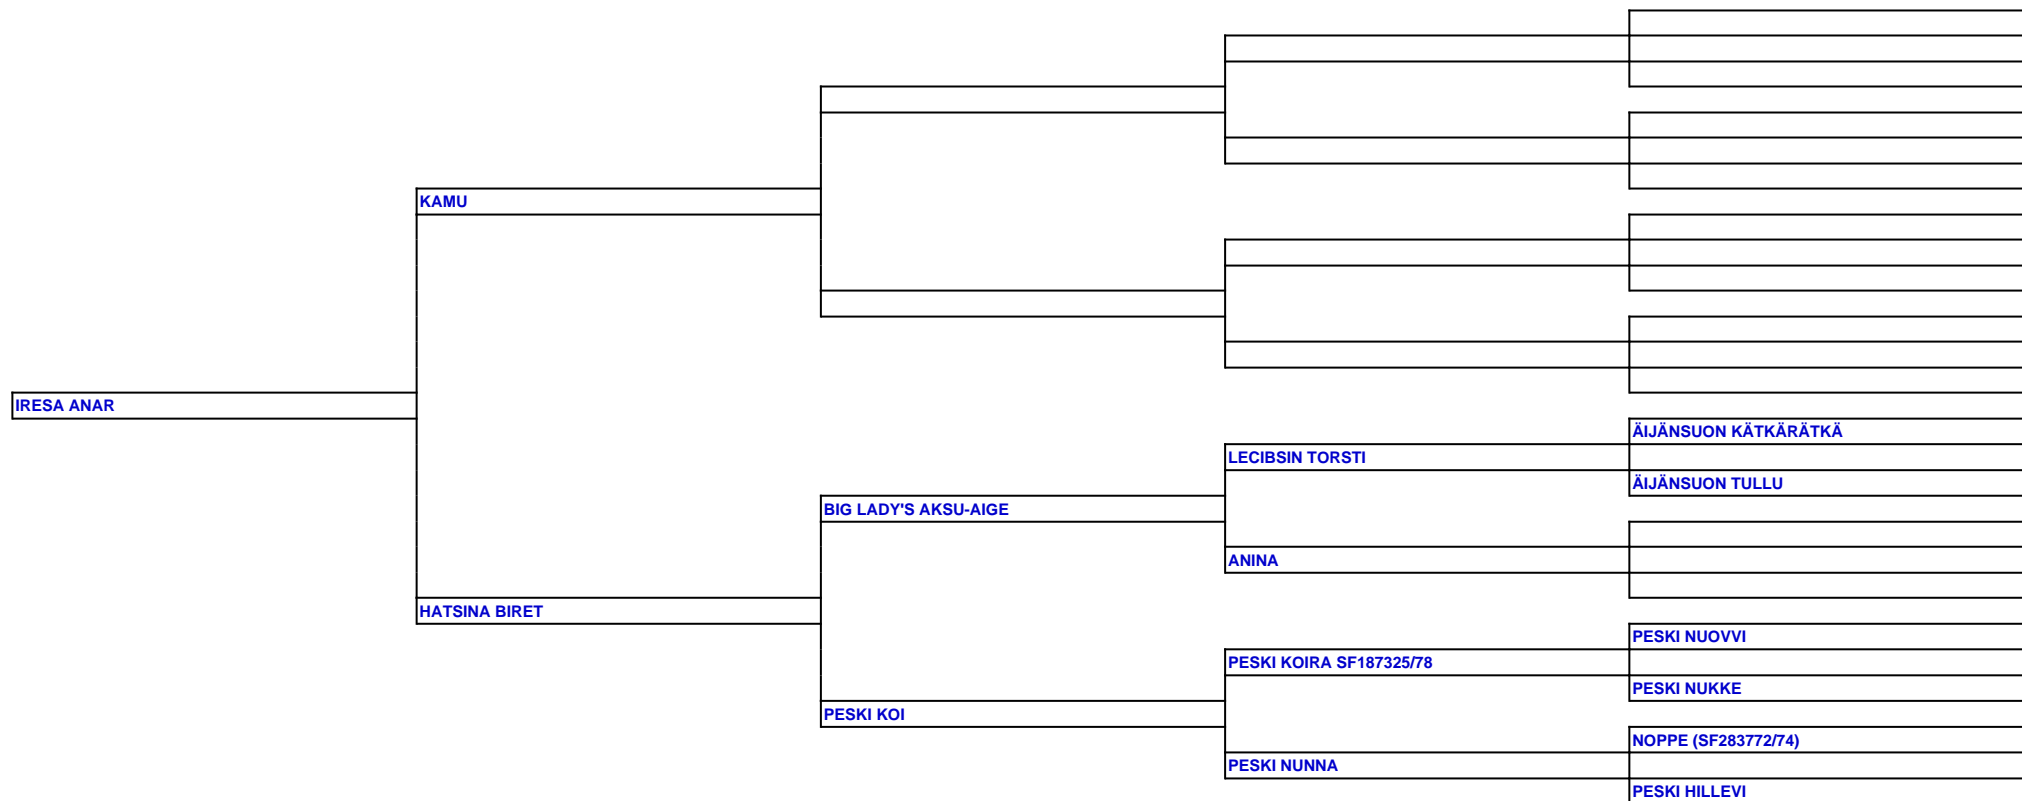 KAMU
IRESA ANAR
ÄIJÄNSUON KÄTKÄRÄTKÄ
LECIBSIN TORSTI
ÄIJÄNSUON TULLU
BIG LADY'S AKSU-AIGE
ANINA
HATSINA BIRET
PESKI NUOVVI
PESKI KOIRA SF187325/78
PESKI NUKKE
PESKI KOI
NOPPE (SF283772/74)
PESKI NUNNA
PESKI HILLEVI